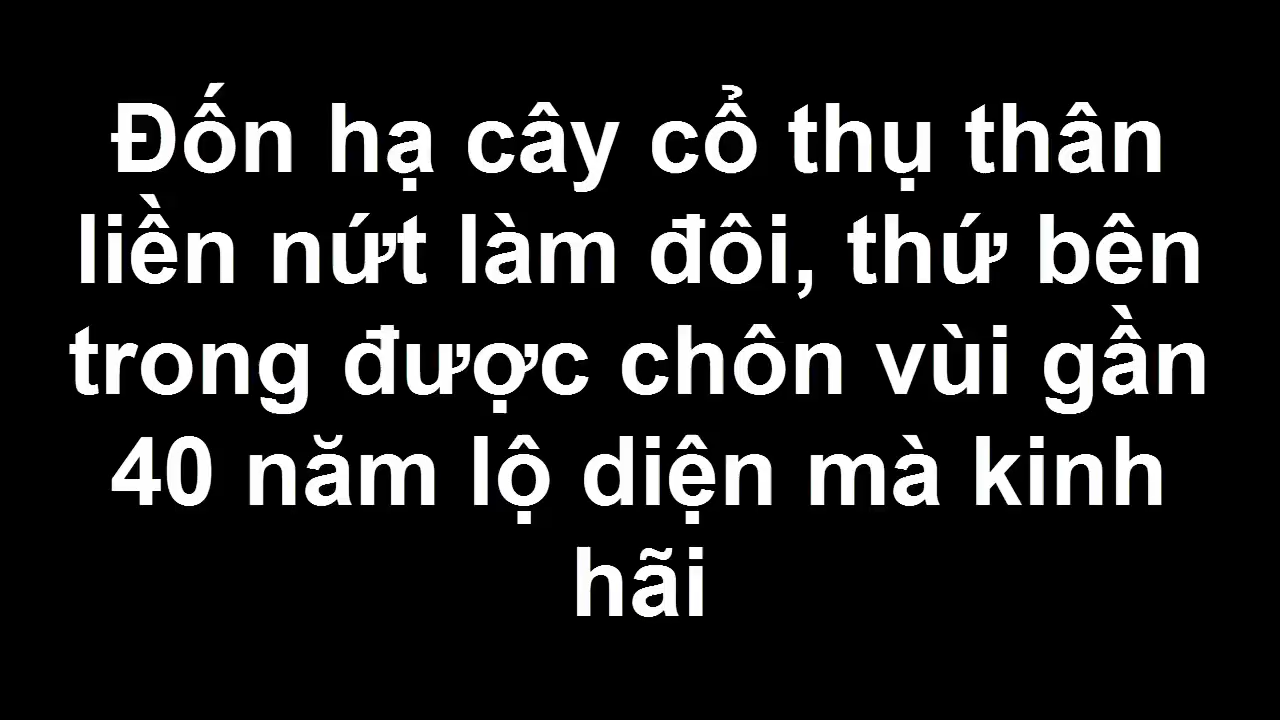 Đốn hạ cây cổ thụ thân
liền nứt làm đôi, thứ bên
trong được chôn vùi gần
40 năm lộ diện mà kinh
hãi